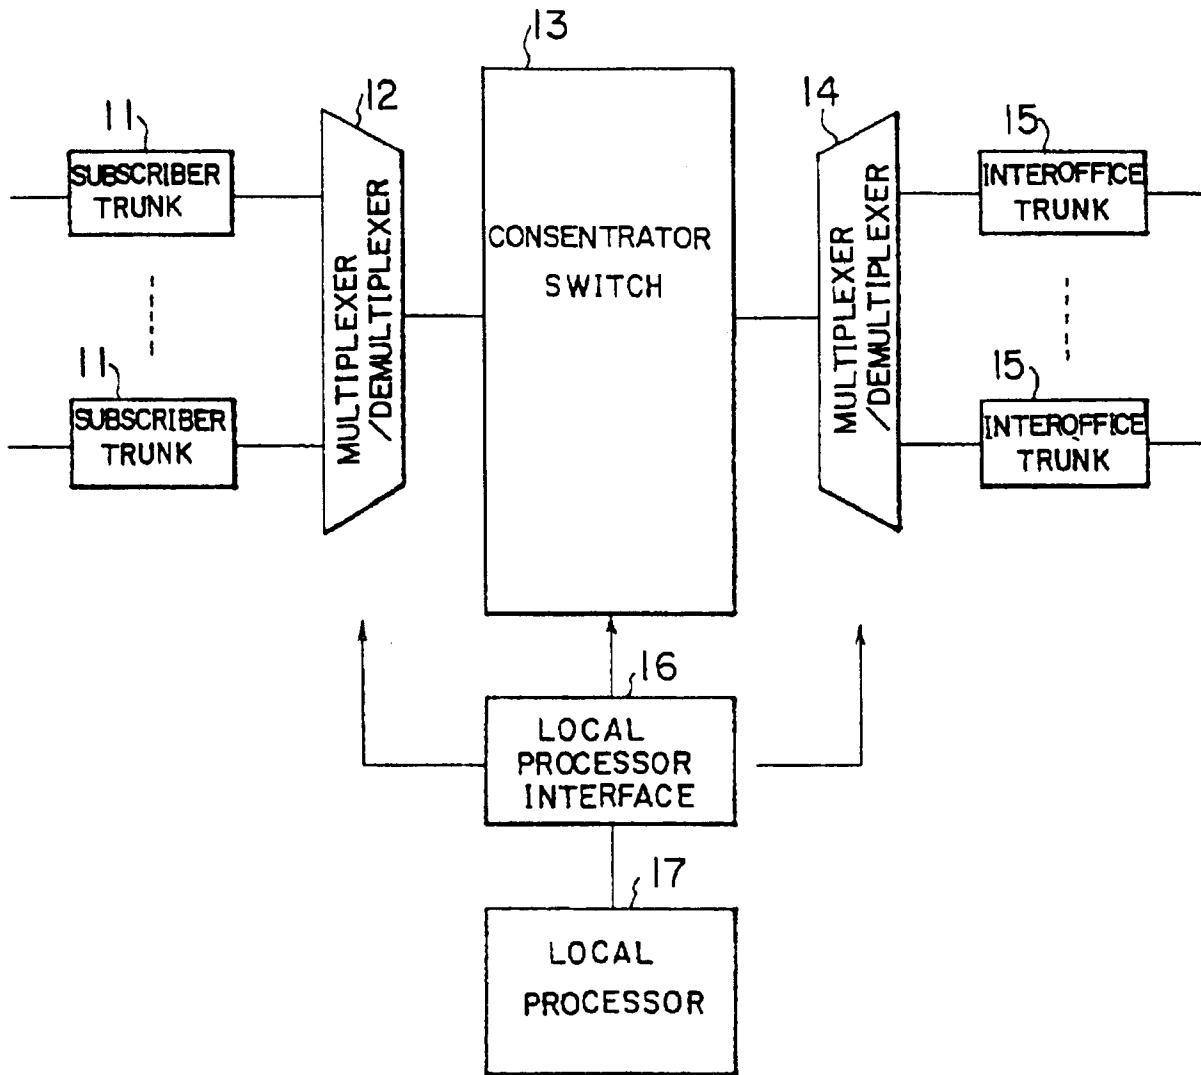 13
12
14
11
15
SUBSCRIBER
TRUNK
INTEROFFICE
TRUNK
MULTIPLEXER
/DEMULTIPLEXER
CONSENTRATOR
SWITCH
MULTIPLEXER
/DEMULTIPLEXER
11
15
SUBSCRIBER
TRUNK
INTEROFFICE
TRUNK
16
LOCAL
PROCESSOR
INTERFACE
17
LOCAL
PROCESSOR